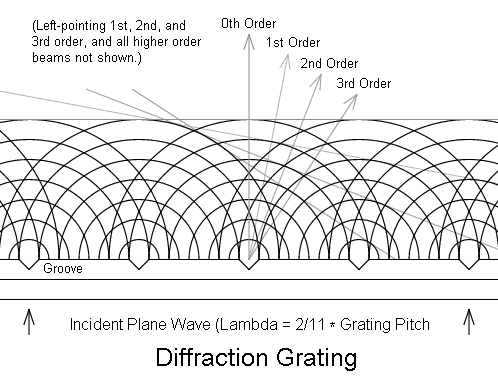 (Left-pointing 1st, 2nd, and
3rd order, and all higher order
beams not shown.)
0th Order
1st Order
2nd Order
3rd Order
Groove
Incident Plane Wave (Lambda = 2/11 * Grating Pitch
Diffraction Grating